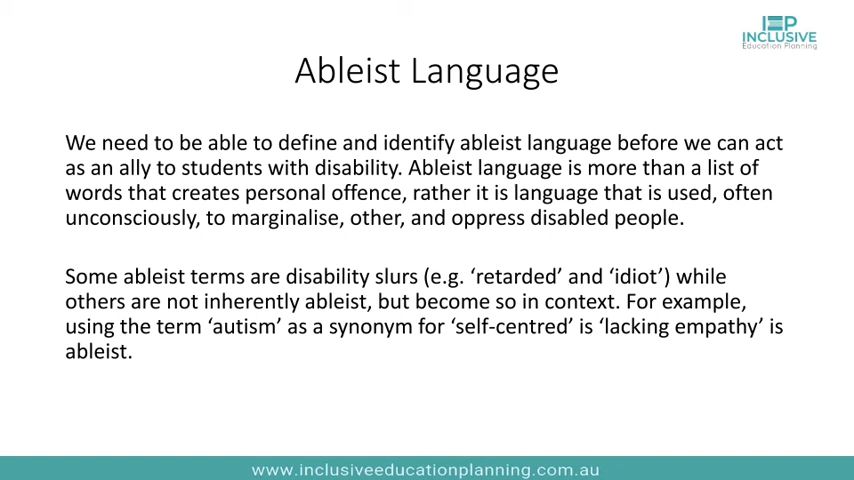 IEP
INCLUSIVE
Education Planning
Ableist Language
We need to be able to define and identify ableist language before we can act
as an ally to students with disability. Ableist language is more than a list of
words that creates personal offence, rather it is language that is used, often
unconsciously, to marginalise, other, and oppress disabled people.
Some ableist terms are disability slurs (e.g. ‘retarded’ and ‘idiot’) while
others are not inherently ableist, but become so in context. For example,
using the term ‘autism’ as a synonym for ‘self-centred’ is ‘lacking empathy’ is
ableist.
www.inclusiveeducationplanning.com.au